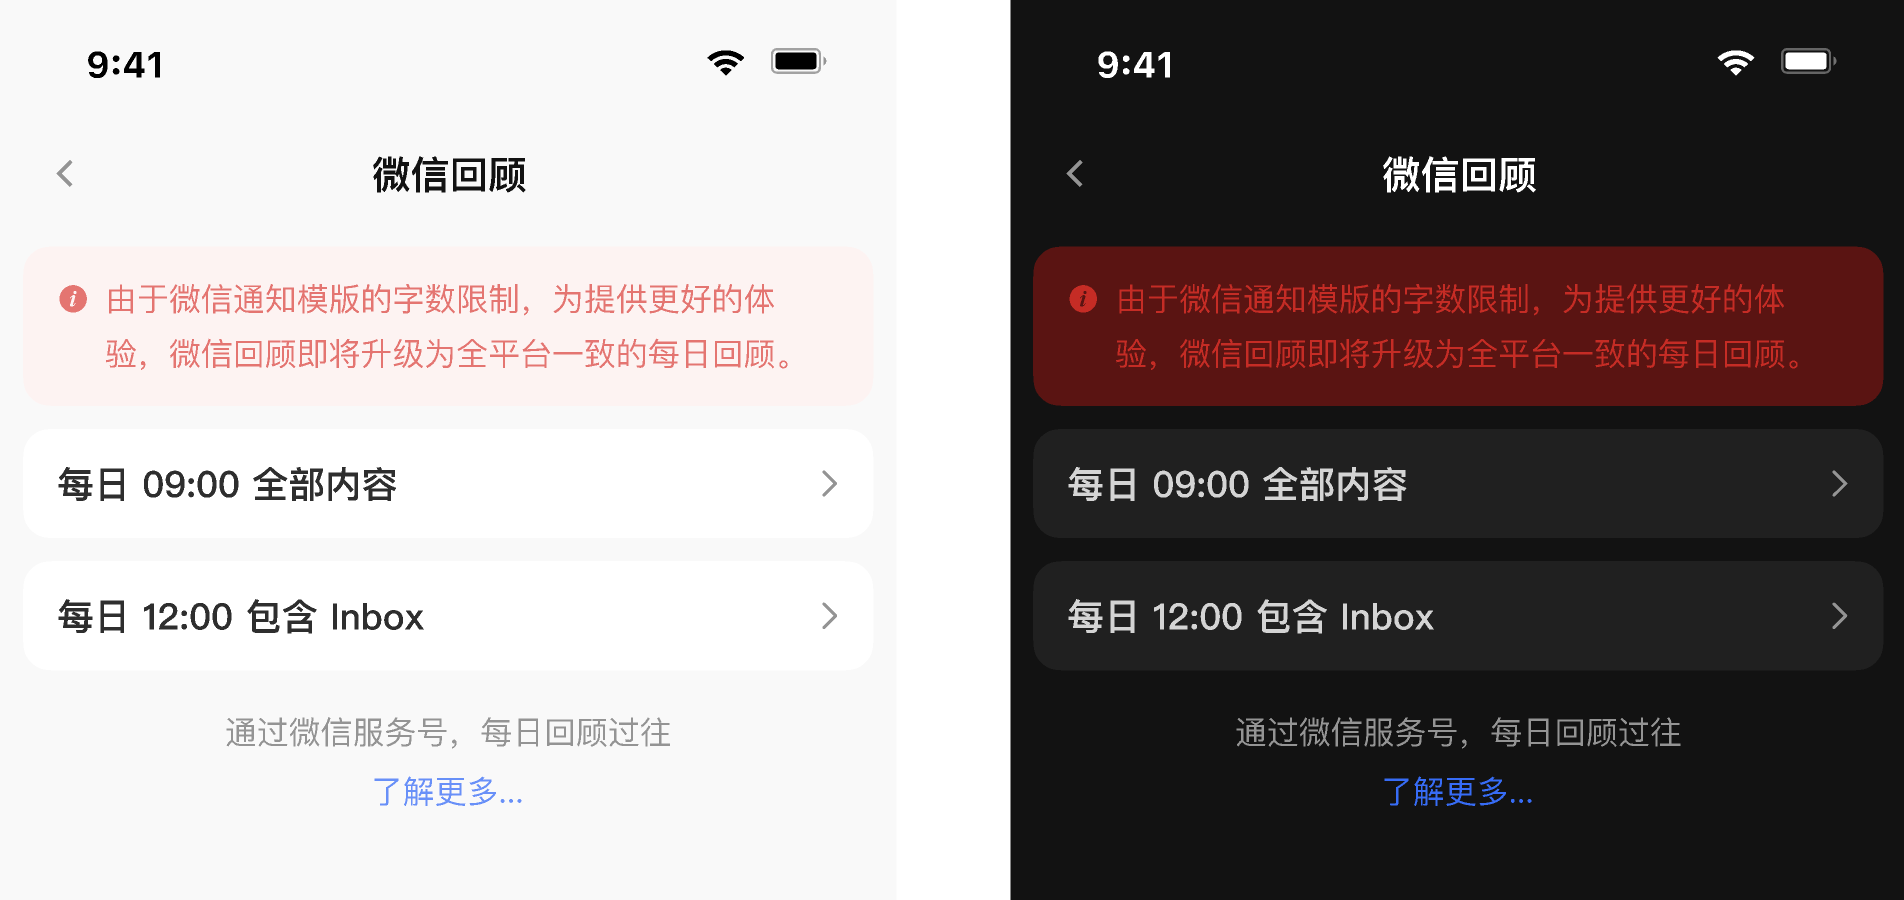 9:41
微信回顾
由于微信通知模版的字数限制，为提供更好的体
验，微信回顾即将升级为全平台一致的每日回顾。
每日 09:00 全部内容
每日 12:00 包含 Inbox
通过微信服务号，每日回顾过往
了解更多...
9:41
微信回顾
由于微信通知模版的字数限制，为提供更好的体
验，微信回顾即将升级为全平台一致的每日回顾。
每日 09:00 全部内容
每日 12:00 包含 Inbox
通过微信服务号，每日回顾过往
了解更多...